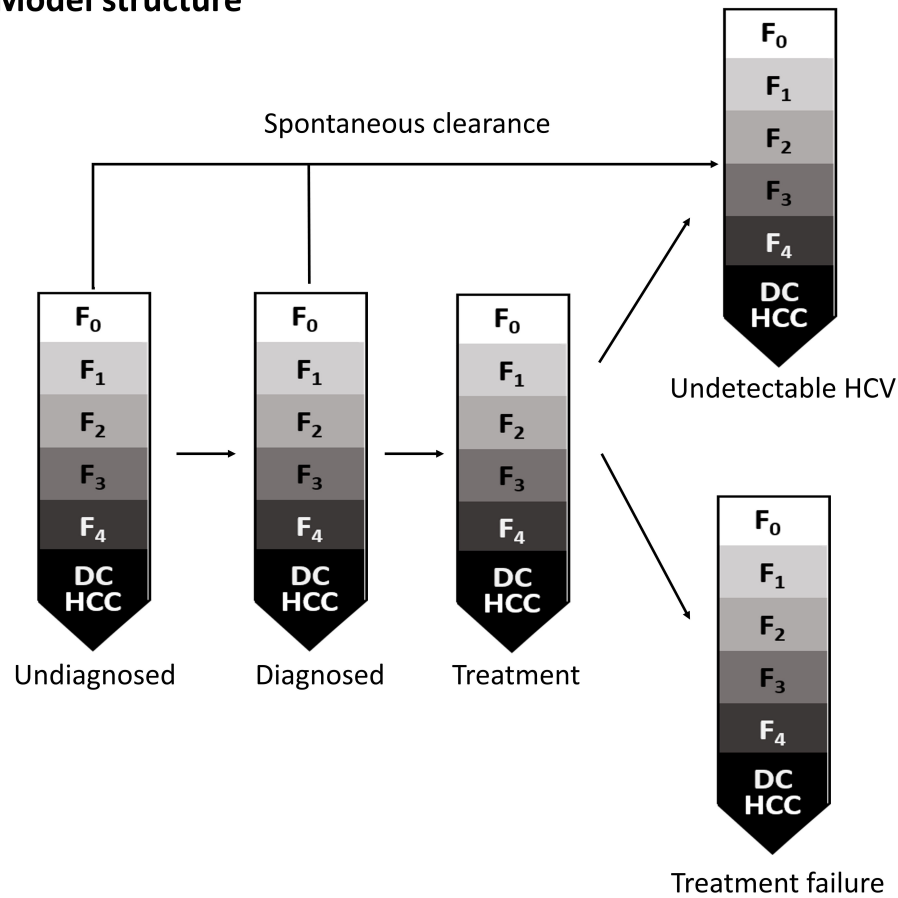 Model structure
Spontaneous clearance
F₀
F₁
F₂
F₃
F₄
DC
HCC
Undiagnosed
F₀
F₁
F₂
F₃
F₄
DC
HCC
Diagnosed
F₀
F₁
F₂
F₃
F₄
DC
HCC
Treatment
F₀
F₁
F₂
F₃
F₄
DC
HCC
Undetectable HCV
F₀
F₁
F₂
F₃
F₄
DC
HCC
Treatment failure